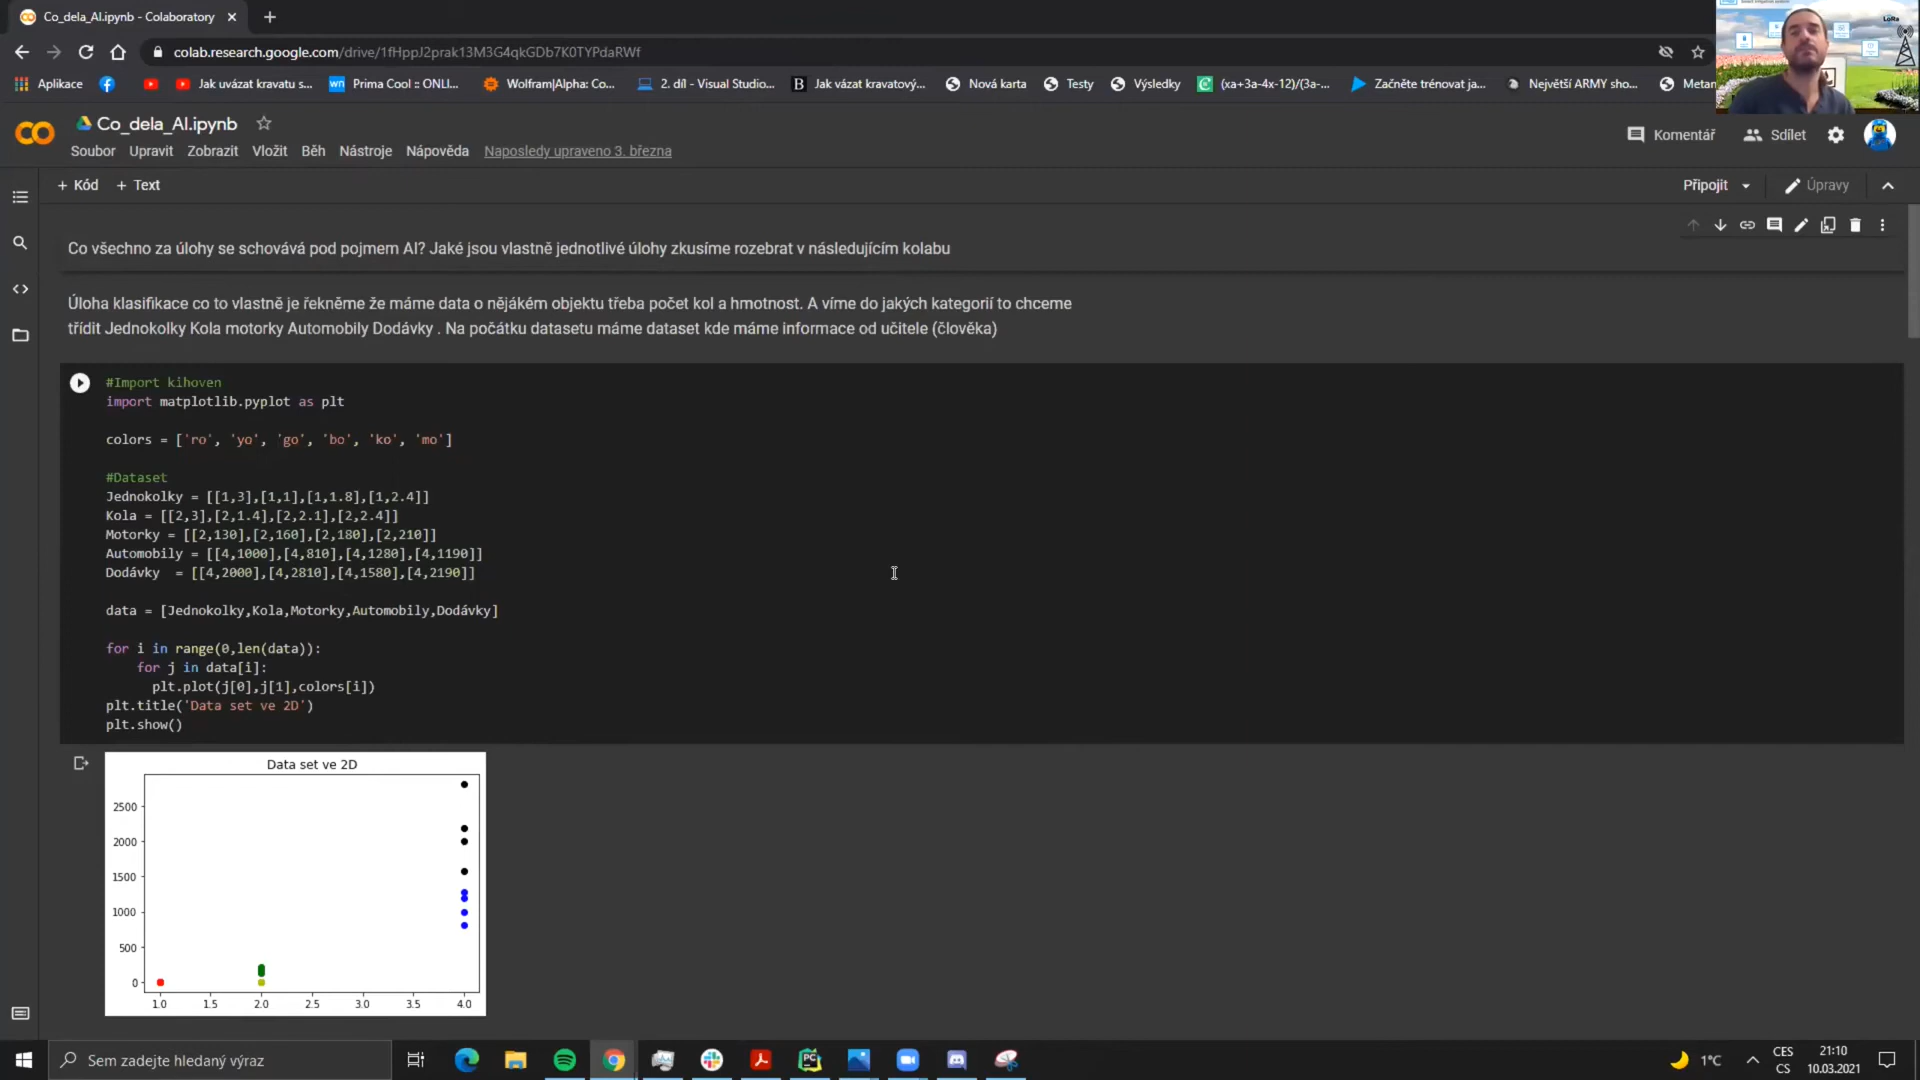 Co_dela_AI.ipynb - Colaboratory
colab.research.google.com/drive/1fHppJ2prak13M3G4qkGDb7K0TYPdaRWf
Aplikace
Jak uvázat kravatu s...
Prima Cool :: ONLI...
Wolfram|Alpha: Co...
2. díl - Visual Studio...
Jak vázat kravatový...
Nová karta
Testy
Výsledky
(xa+3a-4x-12)/(3a-...
Začněte trénovat ja...
Největší ARMY sho...
Metan
LoRa
Co_dela_AI.ipynb
Komentář
Sdílet
Soubor Upravit Zobrazit Vložit Běh Nástroje Nápověda Naposledy upraveno 3. března
+ Kód + Text
Připojit
Úpravy
Co všechno za úlohy se schovává pod pojmem AI? Jaké jsou vlastně jednotlivé úlohy zkusíme rozebrat v následujícím kolabu
Úloha klasifikace co to vlastně je řekněme že máme data o nějákém objektu třeba počet kol a hmotnost. A víme do jakých kategorií to chceme
třídit Jednokolky Kola motorky Automobily Dodávky . Na počátku datasetu máme dataset kde máme informace od učitele (člověka)
#Import kihoven
import matplotlib.pyplot as plt
colors = ['ro', 'yo', 'go', 'bo', 'ko', 'mo']
#Dataset
Jednokolky = [[1,3],[1,1],[1,1.8],[1,2.4]]
Kola = [[2,3],[2,1.4],[2,2.1],[2,2.4]]
Motorky = [[2,130],[2,160],[2,180],[2,210]]
Automobily = [[4,1000],[4,810],[4,1280],[4,1190]]
Dodávky  = [[4,2000],[4,2810],[4,1580],[4,2190]]
data = [Jednokolky,Kola,Motorky,Automobily,Dodávky]
for i in range(0,len(data)):
    for j in data[i]:
      plt.plot(j[0],j[1],colors[i])
plt.title('Data set ve 2D')
plt.show()
Data set ve 2D
2500
2000
1500
1000
500
0
1.0 1.5 2.0 2.5 3.0 3.5 4.0
Sem zadejte hledaný výraz
1°C
CES
CS
21:10
10.03.2021